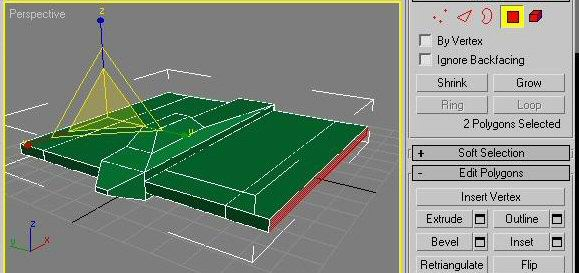 Perspective
z
y
z
y
x
By Vertex
Ignore Backfacing
Shrink Grow
Ring Loop
2 Polygons Selected
+ Soft Selection
- Edit Polygons
Insert Vertex
Extrude Outline
Bevel Inset
Retriangulate Flip